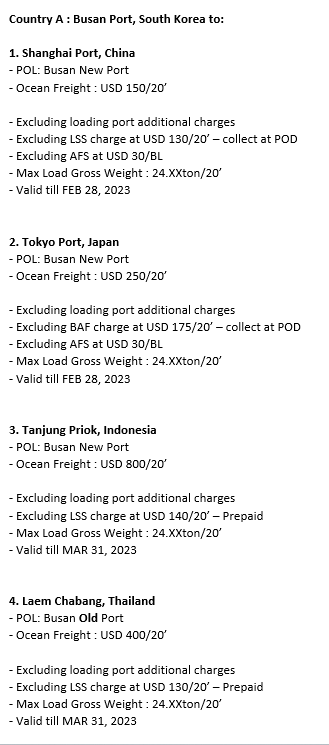 Country A : Busan Port, South Korea to:
1. Shanghai Port, China
- POL: Busan New Port
- Ocean Freight : USD 150/20’
- Excluding loading port additional charges
- Excluding LSS charge at USD 130/20’ – collect at POD
- Excluding AFS at USD 30/BL
- Max Load Gross Weight : 24.XXton/20’
- Valid till FEB 28, 2023
2. Tokyo Port, Japan
- POL: Busan New Port
- Ocean Freight : USD 250/20’
- Excluding loading port additional charges
- Excluding BAF charge at USD 175/20’ – collect at POD
- Excluding AFS at USD 30/BL
- Max Load Gross Weight : 24.XXton/20’
- Valid till FEB 28, 2023
3. Tanjung Priok, Indonesia
- POL: Busan New Port
- Ocean Freight : USD 800/20’
- Excluding loading port additional charges
- Excluding LSS charge at USD 140/20’ – Prepaid
- Max Load Gross Weight : 24.XXton/20’
- Valid till MAR 31, 2023
4. Laem Chabang, Thailand
- POL: Busan Old Port
- Ocean Freight : USD 400/20’
- Excluding loading port additional charges
- Excluding LSS charge at USD 130/20’ – Prepaid
- Max Load Gross Weight : 24.XXton/20’
- Valid till MAR 31, 2023